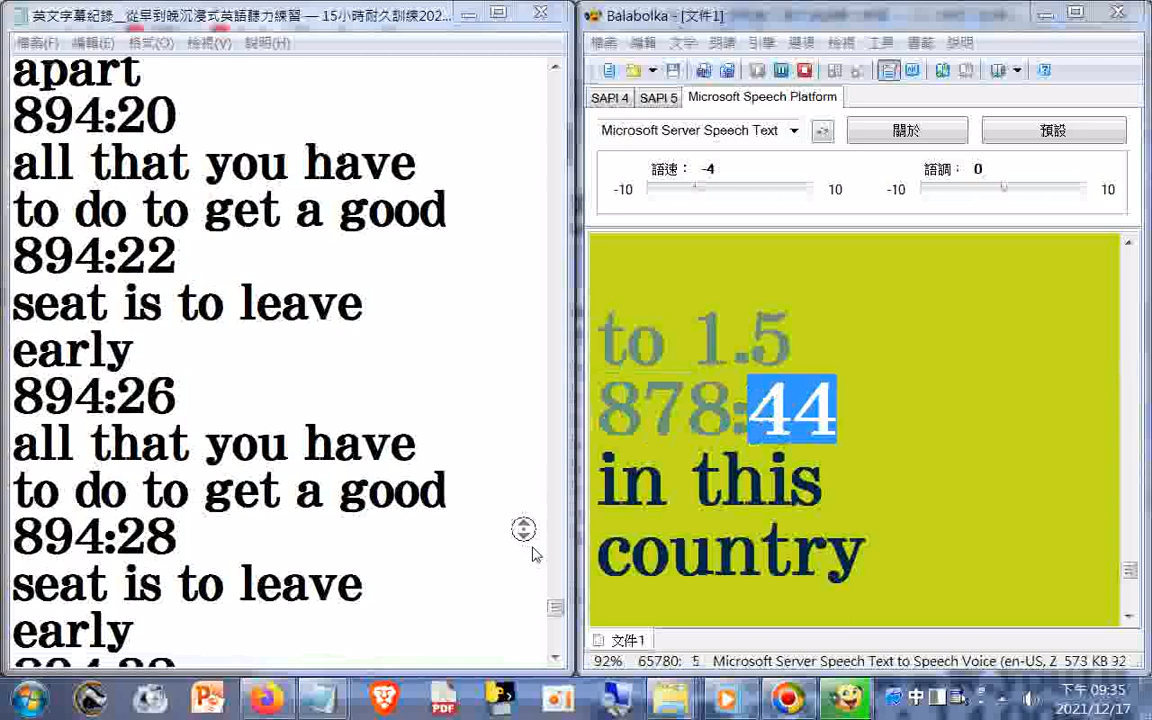 英文字幕紀錄__從早到晚沉浸式英語聽力練習 — 15小時耐久訓練202...
檔案(F) 編輯(E) 格式(O) 檢視(V) 說明(H)
apart
894:20
all that you have
to do to get a good
894:22
seat is to leave
early
894:26
all that you have
to do to get a good
894:28
seat is to leave
early
Balabolka - [文件1]
檔案 編輯 文字 朗讀 引擎 選項 檢視 工具 書籤 說明
SAPI 4 SAPI 5 Microsoft Speech Platform
Microsoft Server Speech Text 關於 預設
語速： -4 語調： 0
-10 10 -10 10
to 1.5
878:44
in this
country
文件1
92% 65780: 5 Microsoft Server Speech Text to Speech Voice (en-US, Z 573 KB 92
PDF
中
下午 09:35
2021/12/17